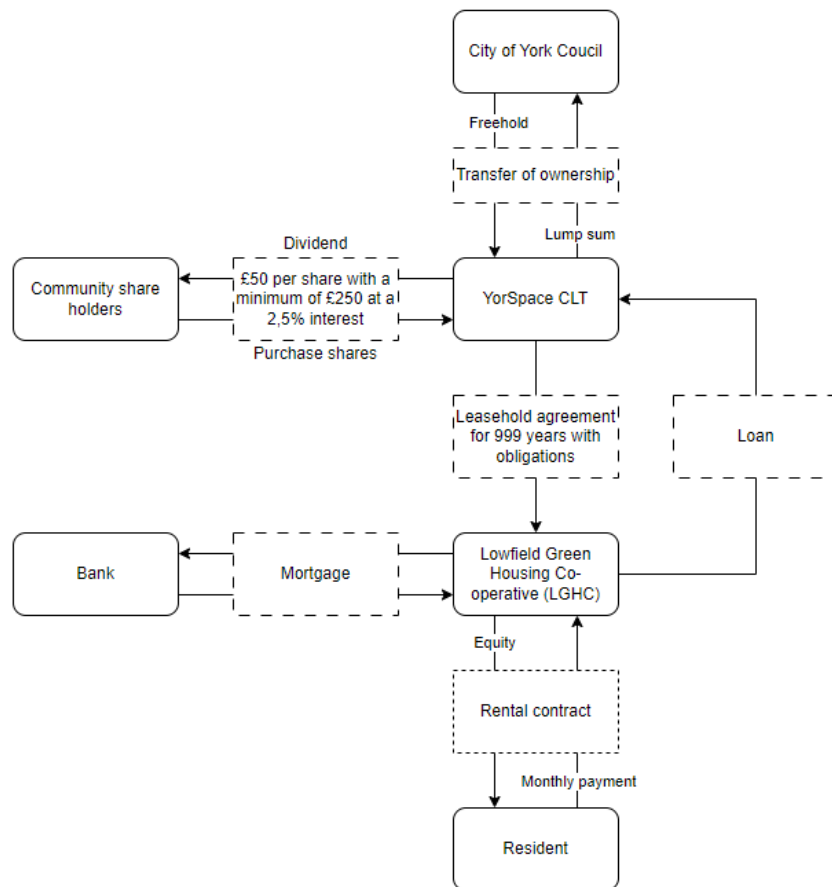 City of York Coucil
Freehold
Transfer of ownership
Lump sum
Dividend
Community share
holders
£50 per share with a
minimum of £250 at a
2,5% interest
YorSpace CLT
Purchase shares
Leasehold agreement
for 999 years with
obligations
Loan
Bank
Mortgage
Lowfield Green
Housing Co-
operative (LGHC)
Equity
Rental contract
Monthly payment
Resident